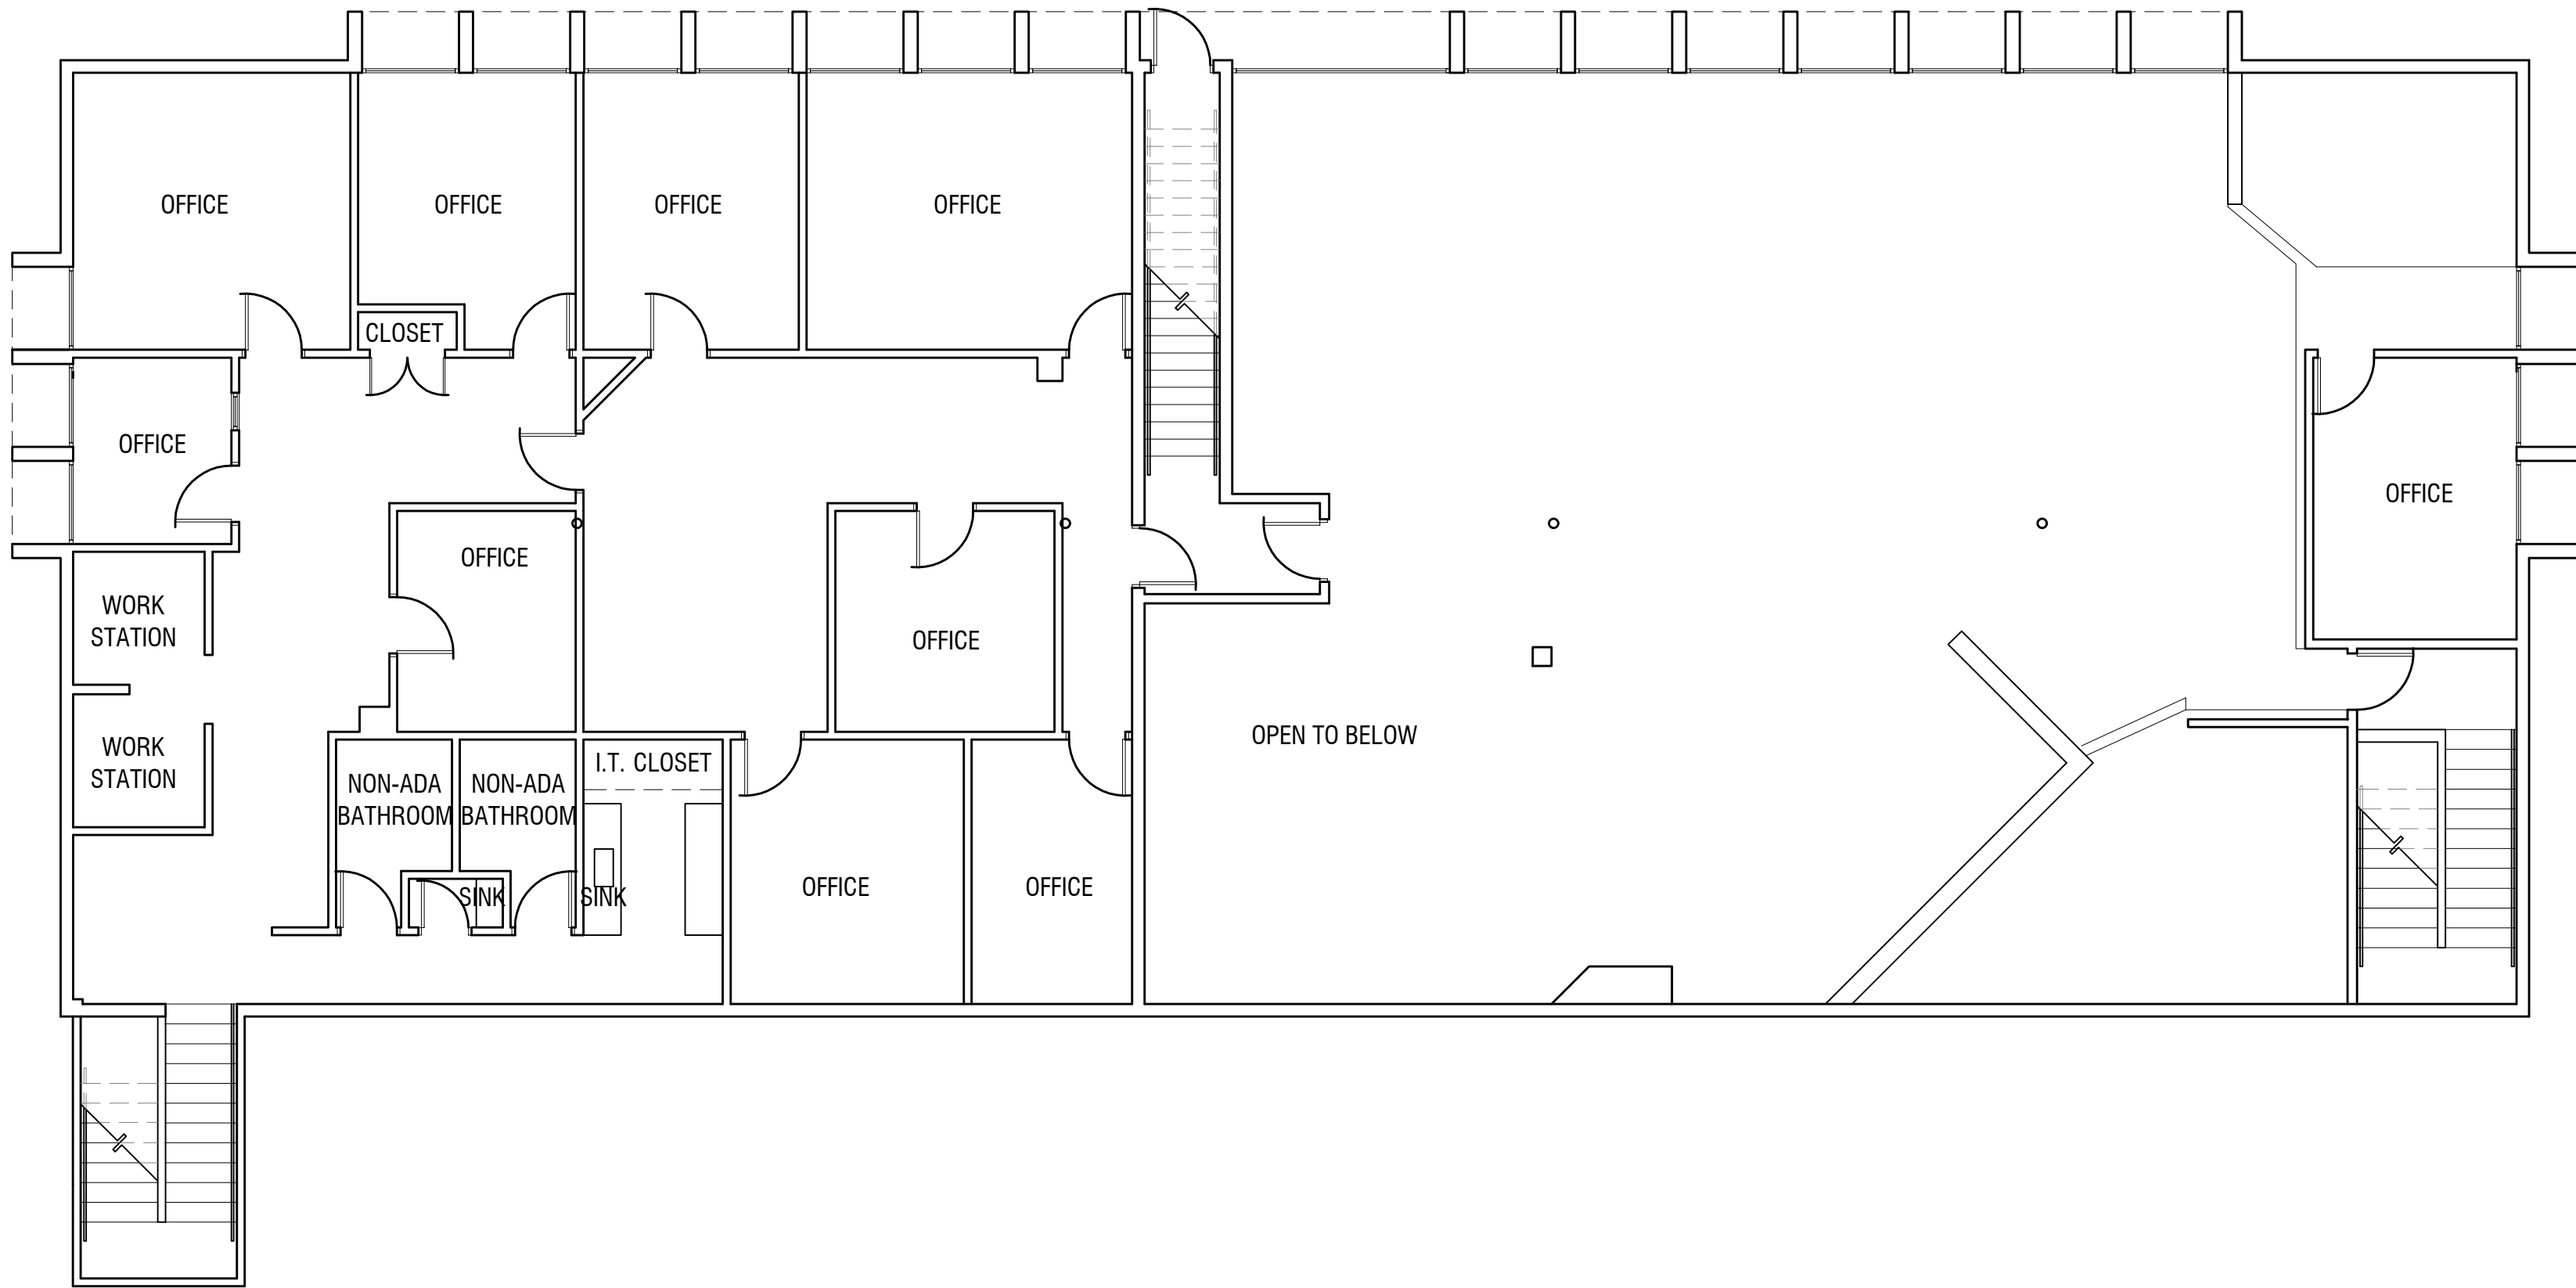 OFFICE
OFFICE
OFFICE
OFFICE
CLOSET
OFFICE
OFFICE
OFFICE
WORK
STATION
OFFICE
OPEN TO BELOW
WORK
STATION
I.T. CLOSET
NON-ADA
BATHROOM
NON-ADA
BATHROOM
OFFICE
OFFICE
SINK
SINK